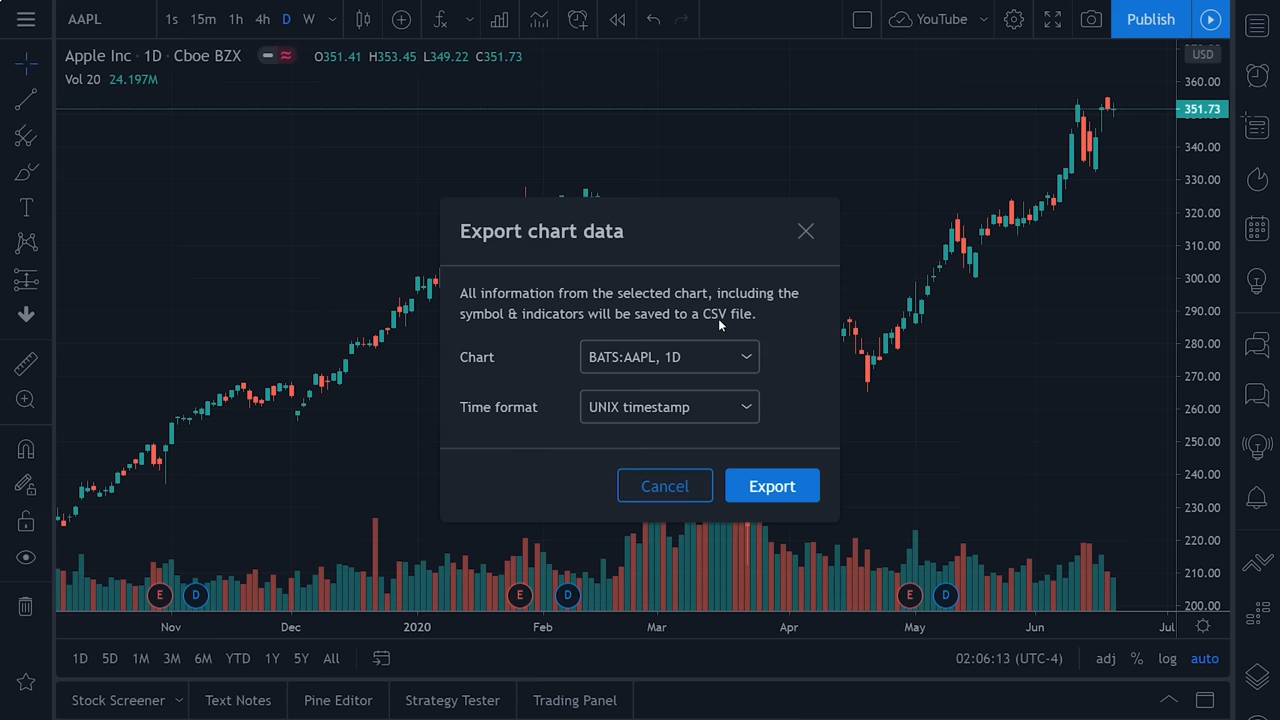 AAPL 1s 15m 1h 4h D W YouTube Publish
Apple Inc · 1D · Cboe BZX O351.41 H353.45 L349.22 C351.73
Vol 20 24.197M
USD
360.00
351.73
340.00
330.00
320.00
310.00
300.00
290.00
280.00
270.00
260.00
250.00
240.00
230.00
220.00
210.00
200.00
Export chart data
All information from the selected chart, including the
symbol & indicators will be saved to a CSV file.
Chart BATS:AAPL, 1D
Time format UNIX timestamp
Cancel Export
E D E D E D
Nov Dec 2020 Feb Mar Apr May Jun Jul
1D 5D 1M 3M 6M YTD 1Y 5Y All 02:06:13 (UTC-4) adj % log auto
Stock Screener Text Notes Pine Editor Strategy Tester Trading Panel